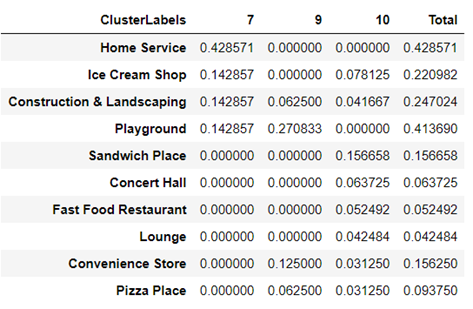 ClusterLabels 7 9 10 Total
Home Service 0.428571 0.000000 0.000000 0.428571
Ice Cream Shop 0.142857 0.000000 0.078125 0.220982
Construction & Landscaping 0.142857 0.062500 0.041667 0.247024
Playground 0.142857 0.270833 0.000000 0.413690
Sandwich Place 0.000000 0.000000 0.156658 0.156658
Concert Hall 0.000000 0.000000 0.063725 0.063725
Fast Food Restaurant 0.000000 0.000000 0.052492 0.052492
Lounge 0.000000 0.000000 0.042484 0.042484
Convenience Store 0.000000 0.125000 0.031250 0.156250
Pizza Place 0.000000 0.062500 0.031250 0.093750